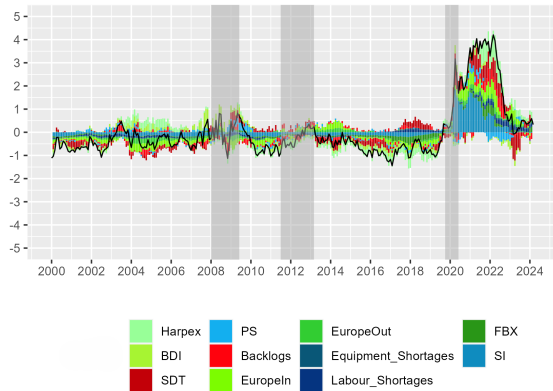 5
4
3
2
1
0
-1
-2
-3
-4
-5
2000 2002 2004 2006 2008 2010 2012 2014 2016 2018 2020 2022 2024
Harpex PS EuropeOut FBX
BDI Backlogs Equipment_Shortages SI
SDT EuropeIn Labour_Shortages